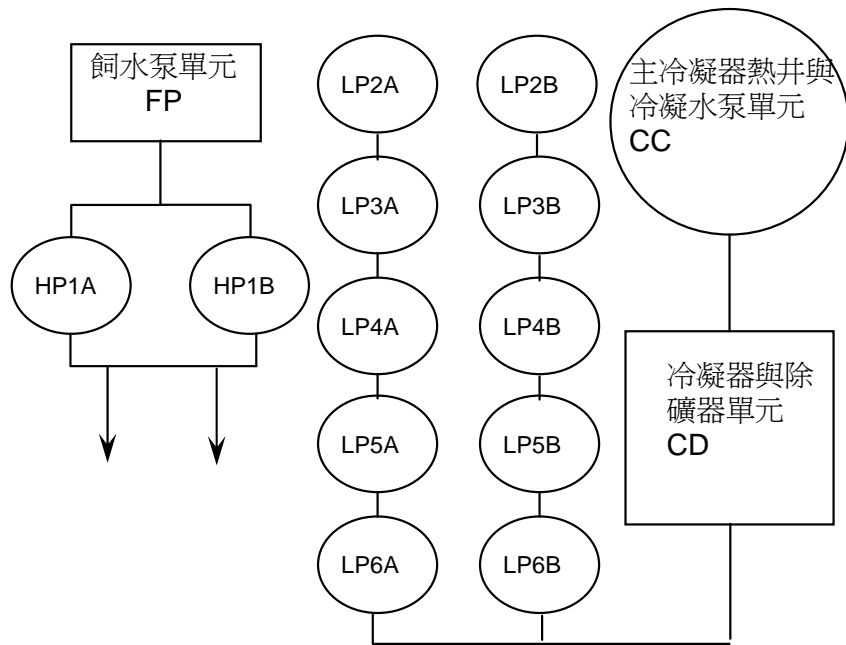 飼水泵單元
FP
HP1A
HP1B
LP2A
LP3A
LP4A
LP5A
LP6A
LP2B
LP3B
LP4B
LP5B
LP6B
主冷凝器熱井與
冷凝水泵單元
CC
冷凝器與除
礦器單元
CD